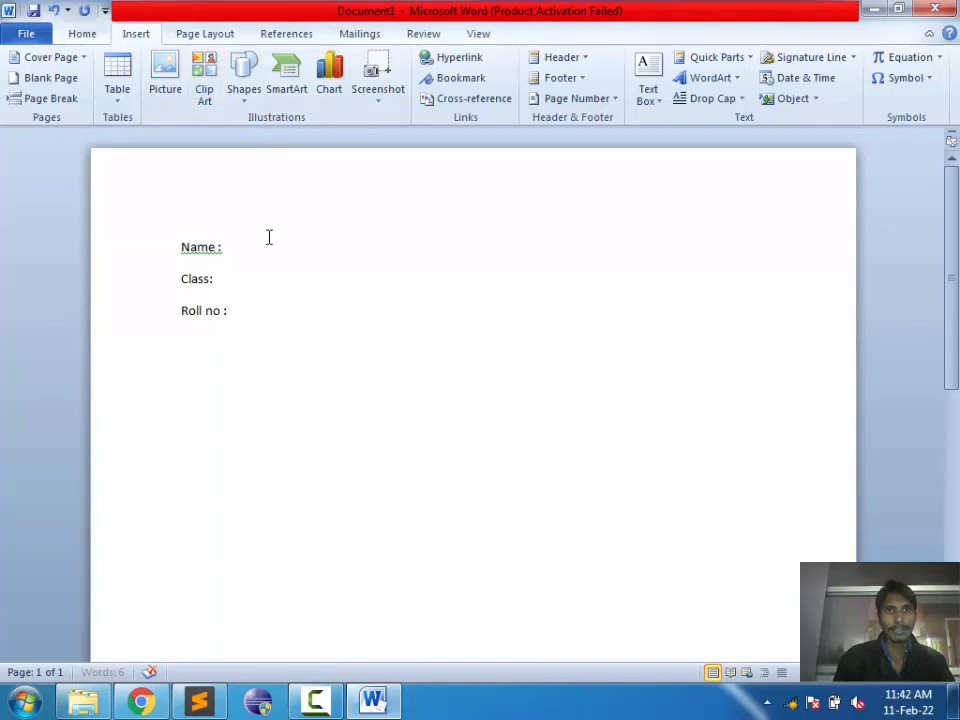 Document1 - Microsoft Word (Product Activation Failed)
File Home Insert Page Layout References Mailings Review View
Cover Page
Blank Page
Page Break
Pages
Table
Tables
Picture
Clip Art
Shapes
SmartArt
Chart
Screenshot
Illustrations
Hyperlink
Bookmark
Cross-reference
Links
Header
Footer
Page Number
Header & Footer
Text Box
Quick Parts
WordArt
Drop Cap
Signature Line
Date & Time
Object
Text
Equation
Symbol
Symbols
Name :
Class:
Roll no :
Page: 1 of 1 Words: 6
11:42 AM
11-Feb-22